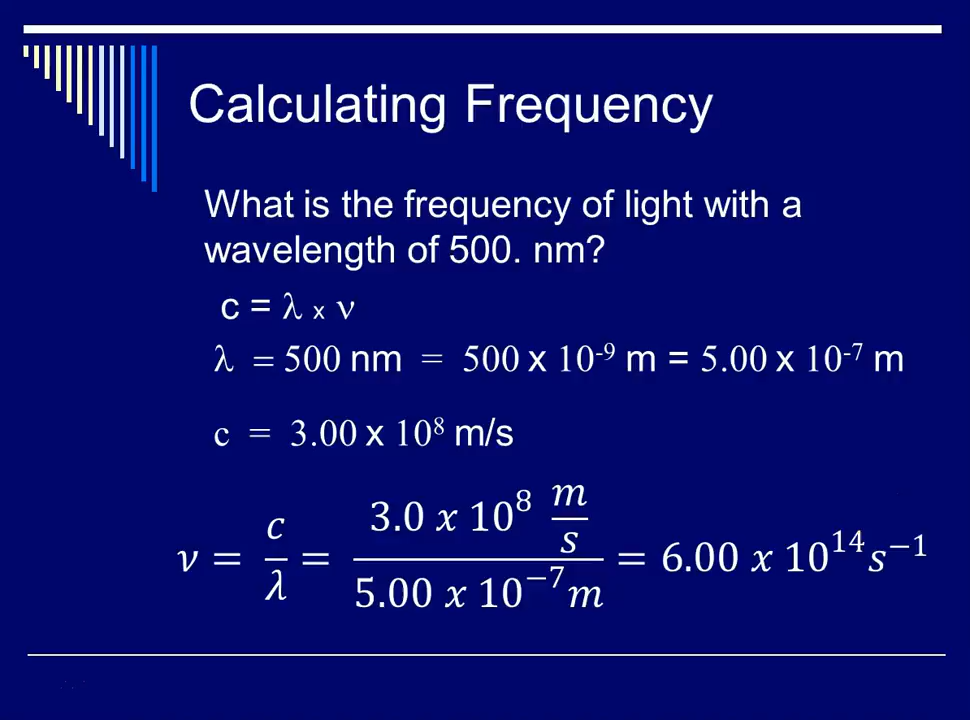 Calculating Frequency
What is the frequency of light with a
wavelength of 500. nm?
c = λ x ν
λ = 500 nm = 500 x 10⁻⁹ m = 5.00 x 10⁻⁷ m
c = 3.00 x 10⁸ m/s
ν = c/λ = (3.0 x 10⁸ m/s)/(5.00 x 10⁻⁷ m) = 6.00 x 10¹⁴ s⁻¹